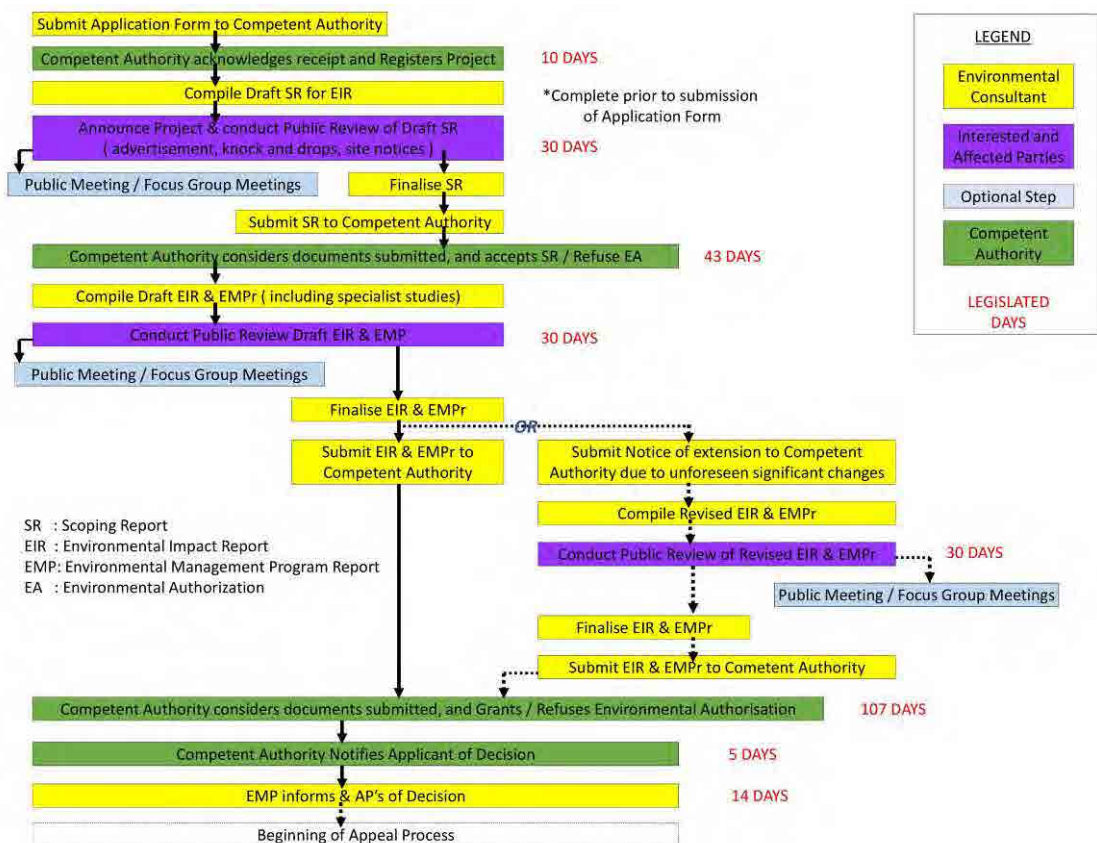 Submit Application Form to Competent Authority
Competent Authority acknowledges receipt and Registers Project
10 DAYS
Compile Draft SR for EIR
*Complete prior to submission
of Application Form
Announce Project & conduct Public Review of Draft SR
( advertisement, knock and drops, site notices )
30 DAYS
Public Meeting / Focus Group Meetings
Finalise SR
Submit SR to Competent Authority
Competent Authority considers documents submitted, and accepts SR / Refuse EA
43 DAYS
Compile Draft EIR & EMPr ( including specialist studies)
Conduct Public Review Draft EIR & EMP
30 DAYS
Public Meeting / Focus Group Meetings
Finalise EIR & EMPr
OR
Submit EIR & EMPr to
Competent Authority
Submit Notice of extension to Competent
Authority due to unforeseen significant changes
Compile Revised EIR & EMPr
Conduct Public Review of Revised EIR & EMPr
30 DAYS
Public Meeting / Focus Group Meetings
Finalise EIR & EMPr
Submit EIR & EMPr to Cometent Authority
SR : Scoping Report
EIR : Environmental Impact Report
EMP: Environmental Management Program Report
EA : Environmental Authorization
Competent Authority considers documents submitted, and Grants / Refuses Environmental Authorisation
107 DAYS
Competent Authority Notifies Applicant of Decision
5 DAYS
EMP informs & AP's of Decision
14 DAYS
Beginning of Appeal Process
LEGEND
Environmental
Consultant
Interested and
Affected Parties
Optional Step
Competent
Authority
LEGISLATED
DAYS